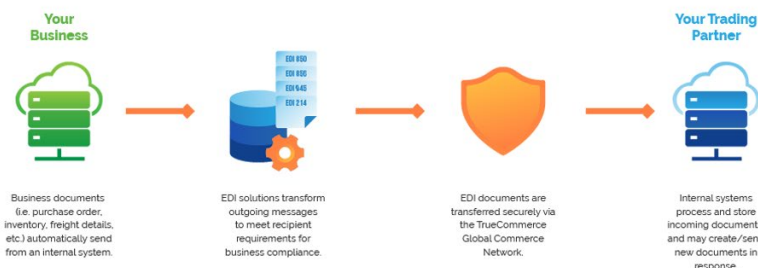 Your
Business
Your Trading
Partner
EDI 850
EDI 855
EDI 945
EDI 214
Business documents
(i.e. purchase order,
inventory, freight details,
etc.) automatically send
from an internal system.
EDI solutions transform
outgoing messages
to meet recipient
requirements for
business compliance.
EDI documents are
transferred securely via
the TrueCommerce
Global Commerce
Network.
Internal systems
process and store
incoming document
and may create/sen
new documents in
response.